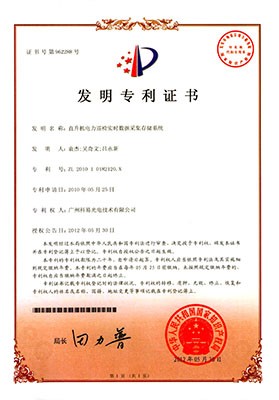 证书号第962288号
发明专利证书
发明名称：直升机电力巡检实时数据采集存储系统
发明人：袁杰;吴奇文;吕永新
专利号：ZL 2010 1 0182120.X
专利申请日：2010年05月25日
专利权人：广州科易光电技术有限公司
授权公告日：2012年05月30日
本发明经过本局依照中华人民共和国专利法进行审查，决定授予专利权，颁发本证书
并在专利登记簿上予以登记。专利权自授权公告之日起生效。
本专利的专利权期限为二十年，自申请日起算。专利权人应当依照专利法及其实施细
则规定缴纳年费。本专利的年费应当在每年05月25日前缴纳。未按照规定缴纳年费的，
专利权自应当缴纳年费期满之日起终止。
专利证书记载专利权登记时的法律状况。专利权的转移、质押、无效、终止、恢复和
专利权人的姓名或名称、国籍、地址变更等事项记载在专利登记簿上。
局长 田力普
中华人民共和国国家知识产权局
2012年05月30日
第1页（共1页）